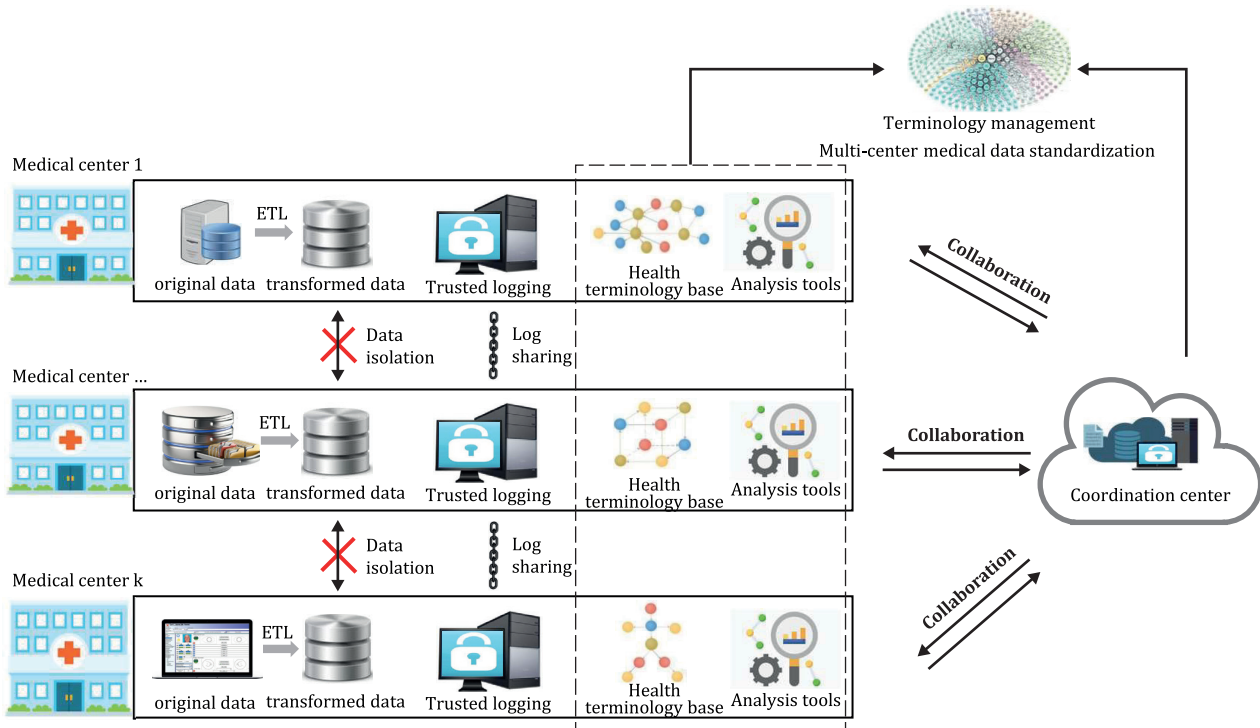 Terminology management
Multi-center medical data standardization
Medical center 1
ETL
original data
transformed data
Trusted logging
Health
terminology base
Analysis tools
Collaboration
Data
isolation
Log
sharing
Medical center ...
ETL
original data
transformed data
Trusted logging
Health
terminology base
Analysis tools
Collaboration
Coordination center
Data
isolation
Log
sharing
Collaboration
Medical center k
ETL
original data
transformed data
Trusted logging
Health
terminology base
Analysis tools